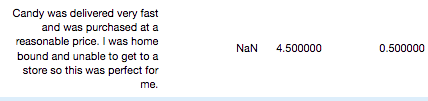 Candy was delivered very fast
and was purchased at a
reasonable price. I was home
bound and unable to get to a
store so this was perfect for
me.
NaN 4.500000 0.500000